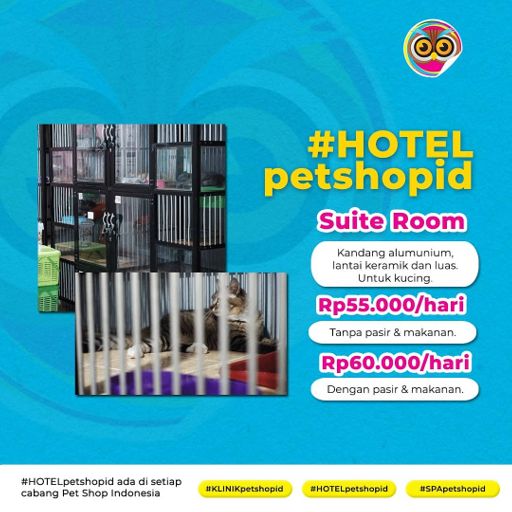 #HOTEL
petshopid
Suite Room
Kandang alumunium,
lantai keramik dan luas.
Untuk kucing.
Rp55.000/hari
Tanpa pasir & makanan.
Rp60.000/hari
Dengan pasir & makanan.
#HOTELpetshopid ada di setiap
cabang Pet Shop Indonesia
#KLINIKpetshopid
#HOTELpetshopid
#SPApetshopid